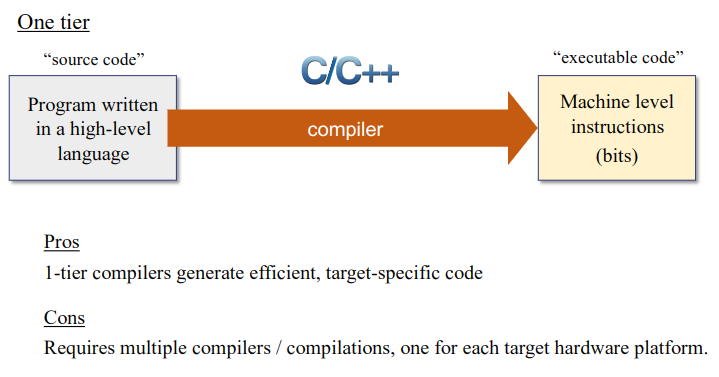 One tier
“source code”
C/C++
“executable code”
Program written
in a high-level
language
compiler
Machine level
instructions
(bits)
Pros
1-tier compilers generate efficient, target-specific code
Cons
Requires multiple compilers / compilations, one for each target hardware platform.